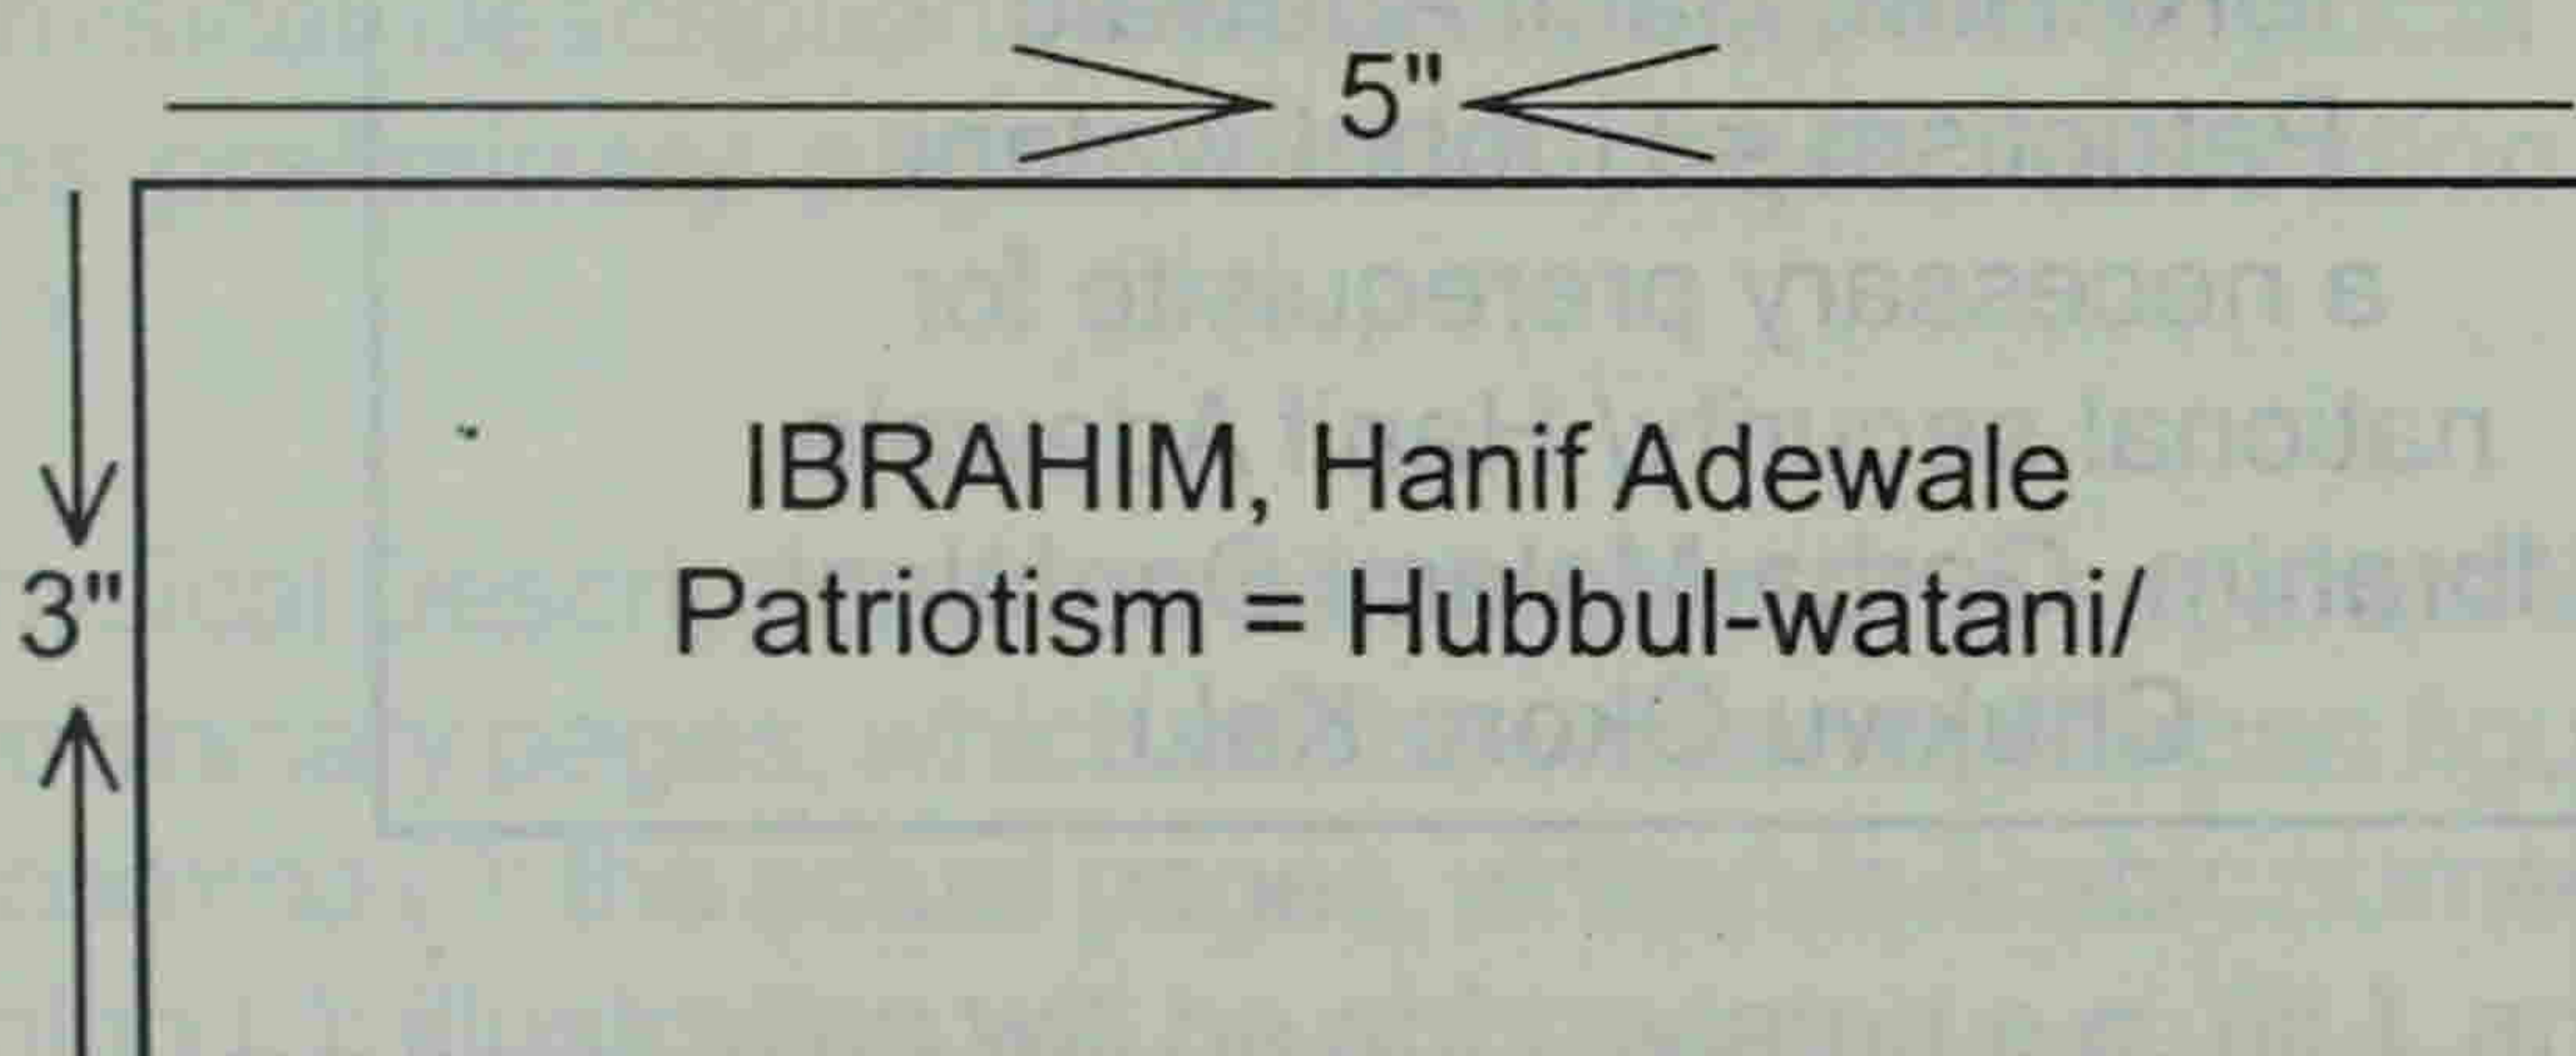 5"
3"
IBRAHIM, Hanif Adewale
Patriotism = Hubbul-watani/